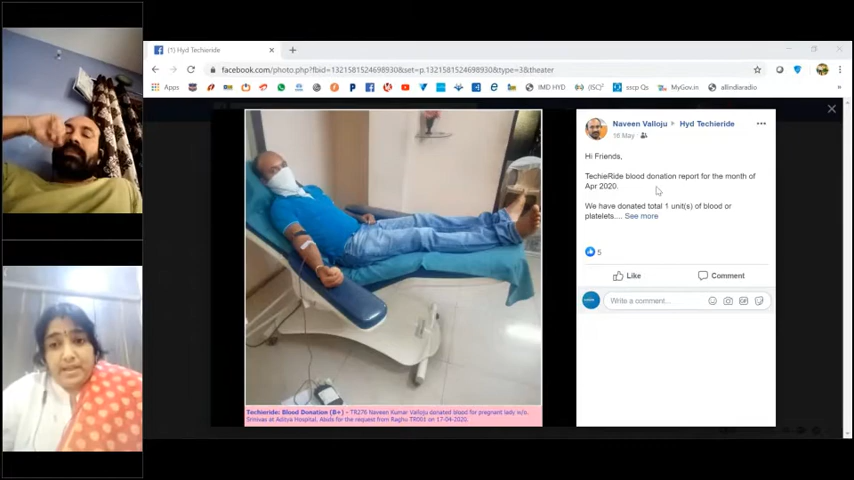 (1) Hyd Techieride
facebook.com/photo.php?fbid=1321581524698930&set=p.1321581524698930&type=3&theater
Apps
IMD HYD
(ISC)²
sscp Qs
MyGov.in
allindiaradio
Naveen Valloju ▸ Hyd Techieride
16 May
Hi Friends,
TechieRide blood donation report for the month of
Apr 2020.
We have donated total 1 unit(s) of blood or
platelets.... See more
5
Like Comment
Write a comment...
Techieride: Blood Donation (B+) - TR276 Naveen Kumar Valloju donated blood for pregnant lady w/o.
Srinivas at Aditya Hospital, Abids for the request from Raghu TR001 on 17-04-2020.